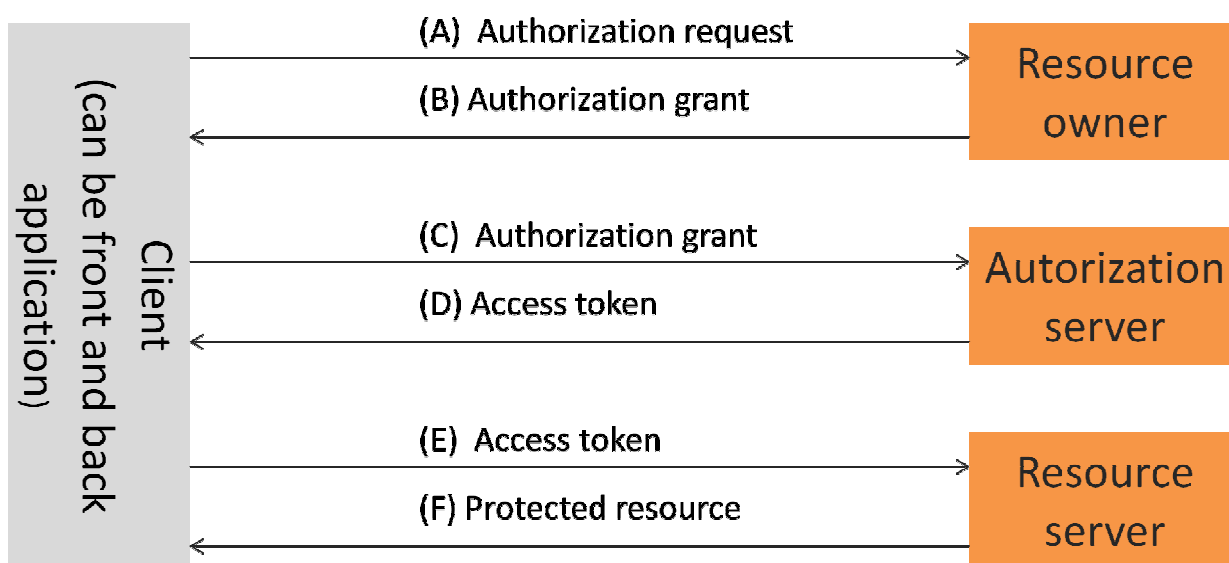 (A) Authorization request
(B) Authorization grant
Resource
owner
Client
(can be front and back
application)
(C) Authorization grant
(D) Access token
Autorization
server
(E) Access token
(F) Protected resource
Resource
server